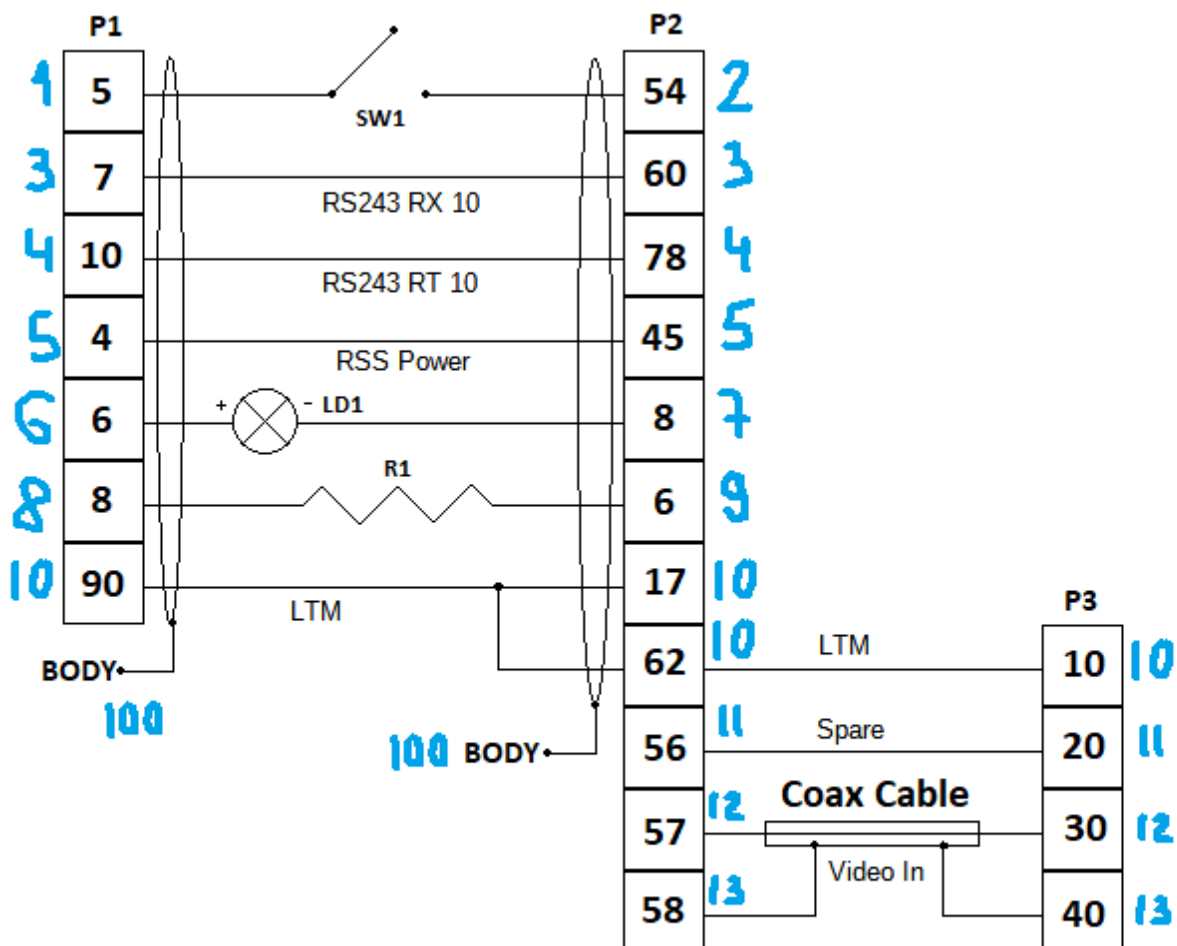 P1 P2
1 5 54 2
SW1
3 7 60 3
RS243 RX 10
4 10 78 4
RS243 RT 10
5 4 45 5
RSS Power
6 6 + - LD1 8 7
R1
8 8 6 9
10 90 17 10
LTM
P3
BODY 62 10 LTM 10 10
100
100 BODY 56 11 Spare 20 11
Coax Cable
57 12 30 12
Video In
58 13 40 13